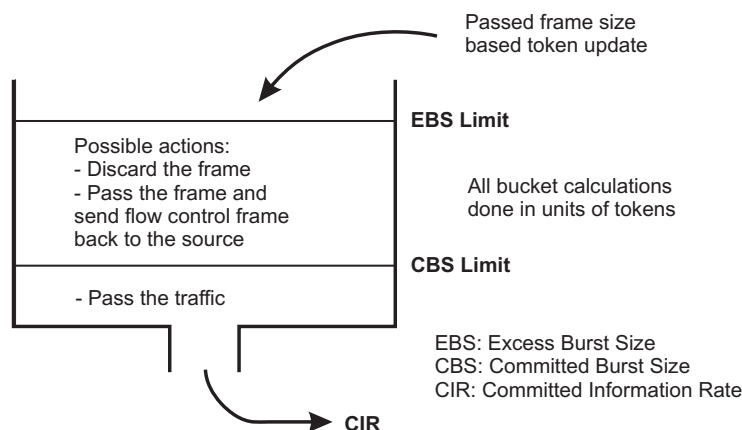 Passed frame size
based token update
EBS Limit
Possible actions:
- Discard the frame
- Pass the frame and
send flow control frame
back to the source
All bucket calculations
done in units of tokens
CBS Limit
- Pass the traffic
EBS: Excess Burst Size
CBS: Committed Burst Size
CIR: Committed Information Rate
CIR